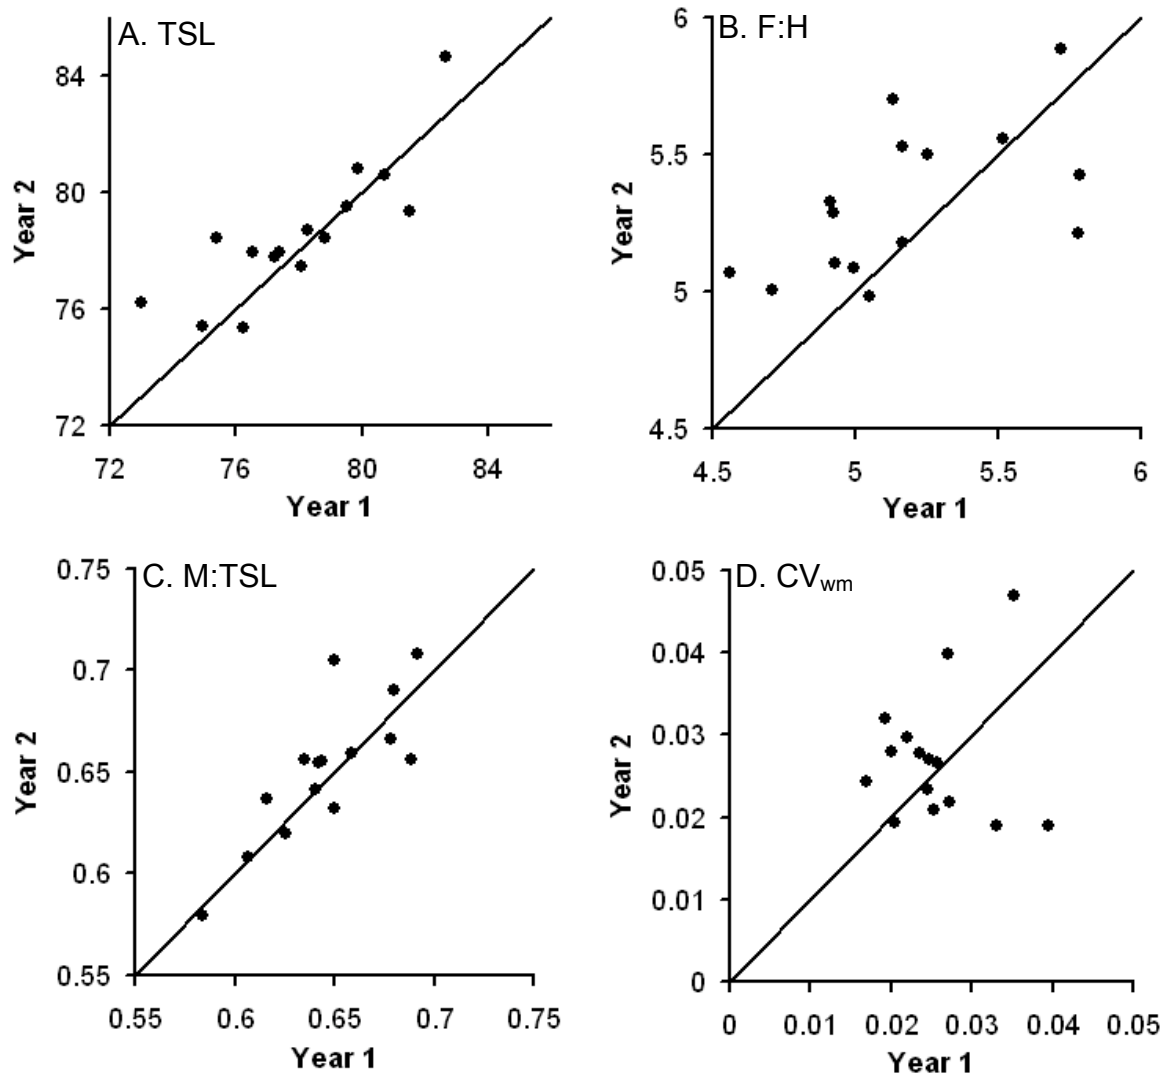 A. TSL
84
80
76
72
72 76 80 84
Year 2
Year 1
B. F:H
6
5.5
5
4.5
4.5 5 5.5 6
Year 2
Year 1
C. M:TSL
0.75
0.7
0.65
0.6
0.55
0.55 0.6 0.65 0.7 0.75
Year 2
Year 1
D. CVwm
0.05
0.04
0.03
0.02
0.01
0
0 0.01 0.02 0.03 0.04 0.05
Year 2
Year 1